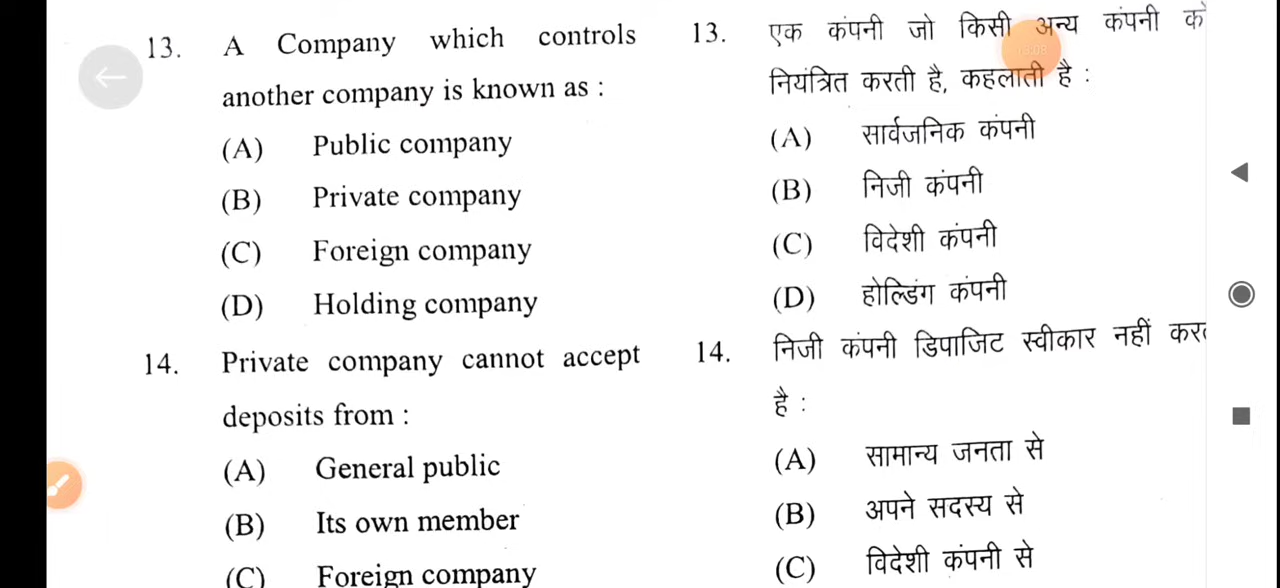 13. A Company which controls
another company is known as :
(A) Public company
(B) Private company
(C) Foreign company
(D) Holding company
14. Private company cannot accept
deposits from :
(A) General public
(B) Its own member
(C) Foreign company
13. एक कंपनी जो किसी अन्य कंपनी को
नियंत्रित करती है, कहलाती है :
(A) सार्वजनिक कंपनी
(B) निजी कंपनी
(C) विदेशी कंपनी
(D) होल्डिंग कंपनी
14. निजी कंपनी डिपाजिट स्वीकार नहीं
है :
(A) सामान्य जनता से
(B) अपने सदस्य से
(C) विदेशी कंपनी से